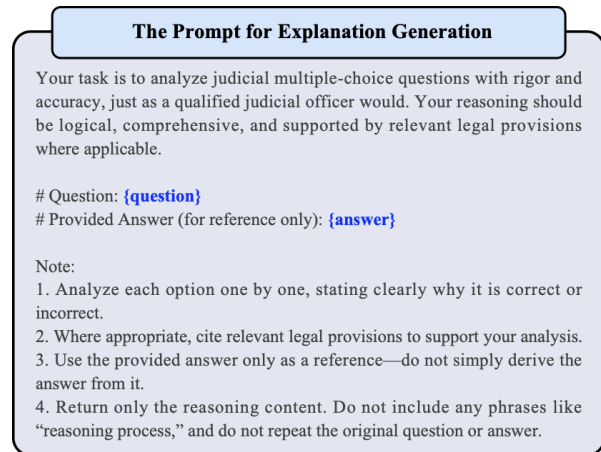 The Prompt for Explanation Generation
Your task is to analyze judicial multiple-choice questions with rigor and
accuracy, just as a qualified judicial officer would. Your reasoning should
be logical, comprehensive, and supported by relevant legal provisions
where applicable.
# Question: {question}
# Provided Answer (for reference only): {answer}
Note:
1. Analyze each option one by one, stating clearly why it is correct or
incorrect.
2. Where appropriate, cite relevant legal provisions to support your analysis.
3. Use the provided answer only as a reference—do not simply derive the
answer from it.
4. Return only the reasoning content. Do not include any phrases like
“reasoning process,” and do not repeat the original question or answer.